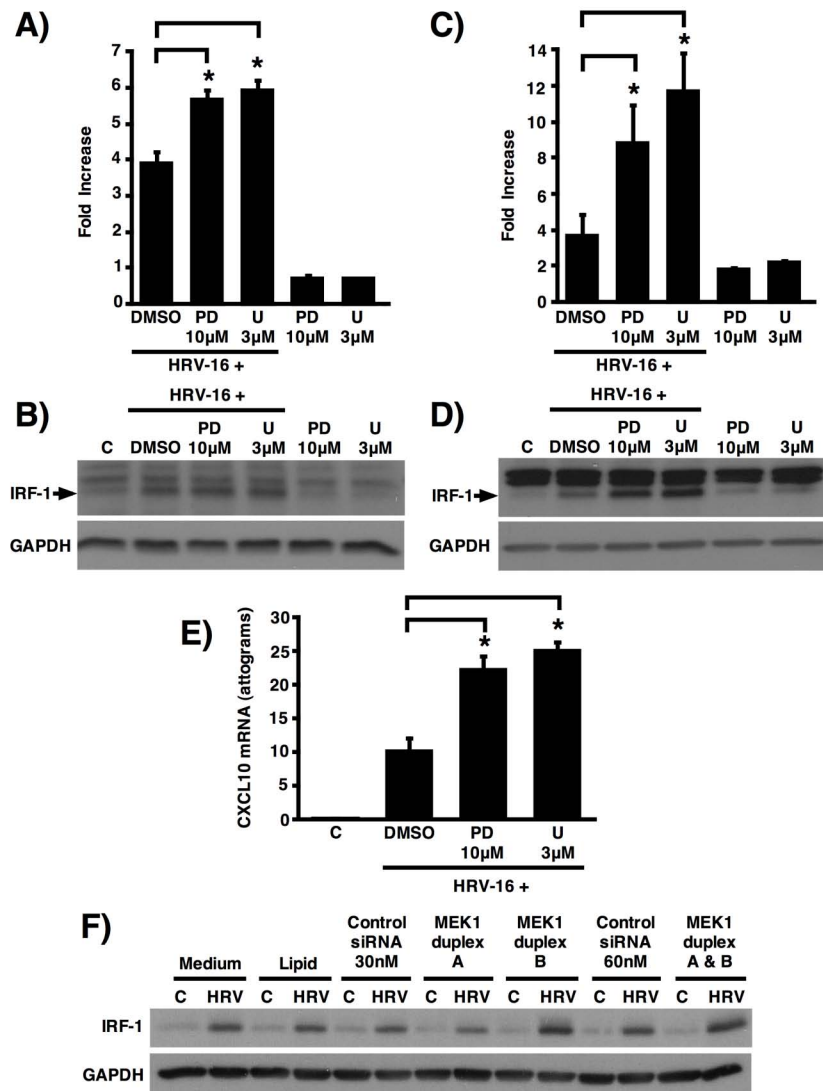 A)
7
6
5
4
3
2
1
0
Fold Increase
*
*
DMSO PD 10µM U 3µM PD 10µM U 3µM
HRV-16 +
C)
14
12
10
8
6
4
2
0
Fold Increase
*
*
DMSO PD 10µM U 3µM PD 10µM U 3µM
HRV-16 +
B)
HRV-16 +
C DMSO PD 10µM U 3µM PD 10µM U 3µM
IRF-1
GAPDH
D)
HRV-16 +
C DMSO PD 10µM U 3µM PD 10µM U 3µM
IRF-1
GAPDH
E)
30
25
20
15
10
5
0
CXCL10 mRNA (attograms)
*
*
C DMSO PD 10µM U 3µM
HRV-16 +
F)
Medium Lipid Control siRNA 30nM MEK1 duplex A MEK1 duplex B Control siRNA 60nM MEK1 duplex A & B
C HRV C HRV C HRV C HRV C HRV C HRV C HRV
IRF-1
GAPDH